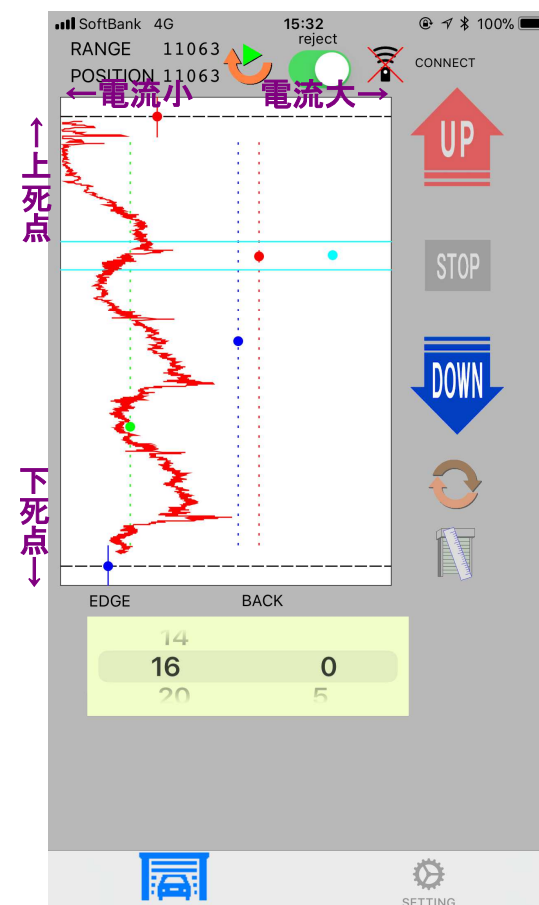 SoftBank 4G 15:32 100%
RANGE 11063
reject
CONNECT
POSITION 11063
←電流小 電流大→
↑上死点
UP
STOP
DOWN
下死点↓
EDGE BACK
14
16 0
20 5
SETTING